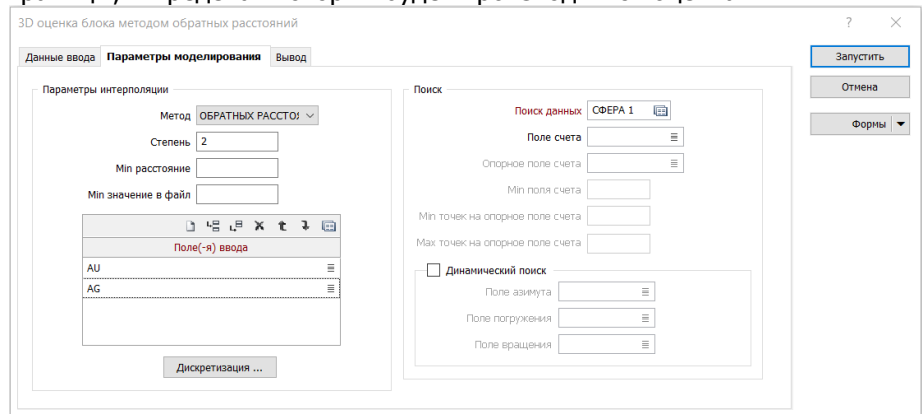 3D оценка блока методом обратных расстояний
Данные ввода Параметры моделирования Вывод
Запустить
Отмена
Формы
Параметры интерполяции
Метод ОБРАТНЫХ РАССТО
Степень 2
Min расстояние
Min значение в файл
Поле(-я) ввода
AU
AG
Дискретизация ...
Поиск
Поиск данных СФЕРА 1
Поле счета
Опорное поле счета
Min поля счета
Min точек на опорное поле счета
Max точек на опорное поле счета
Динамический поиск
Поле азимута
Поле погружения
Поле вращения